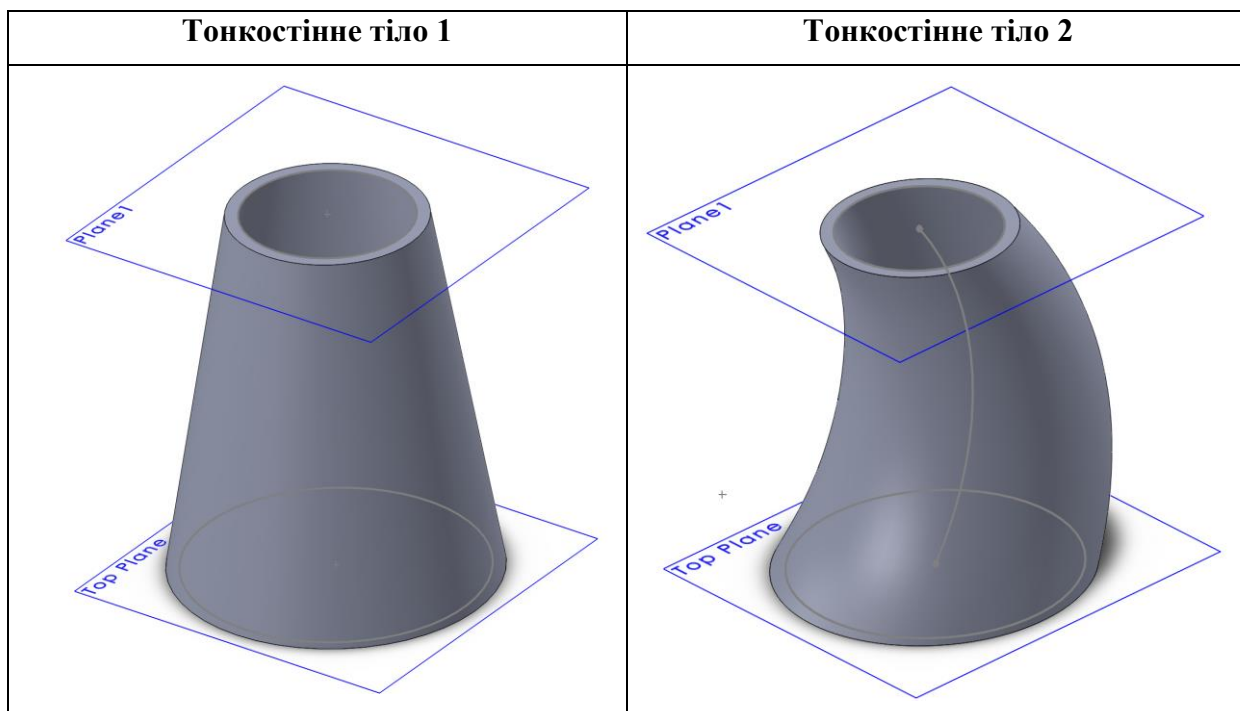 Тонкостінне тіло 1
Тонкостінне тіло 2
Plane1
Top Plane
Plane1
Top Plane